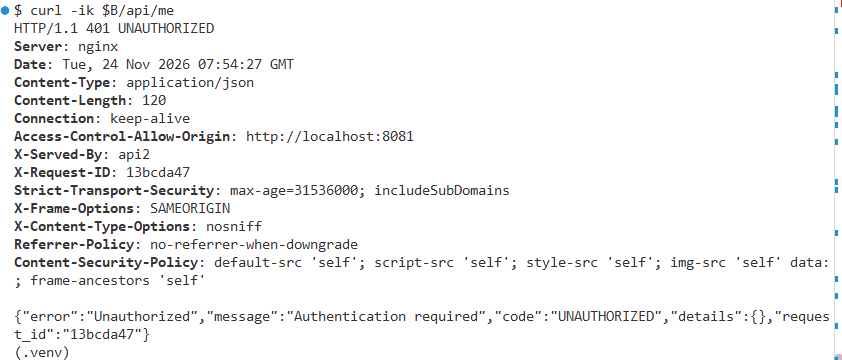 $ curl -ik $B/api/me
HTTP/1.1 401 UNAUTHORIZED
Server: nginx
Date: Tue, 24 Nov 2026 07:54:27 GMT
Content-Type: application/json
Content-Length: 120
Connection: keep-alive
Access-Control-Allow-Origin: http://localhost:8081
X-Served-By: api2
X-Request-ID: 13bcda47
Strict-Transport-Security: max-age=31536000; includeSubDomains
X-Frame-Options: SAMEORIGIN
X-Content-Type-Options: nosniff
Referrer-Policy: no-referrer-when-downgrade
Content-Security-Policy: default-src 'self'; script-src 'self'; style-src 'self'; img-src 'self' data:
; frame-ancestors 'self'
{"error":"Unauthorized","message":"Authentication required","code":"UNAUTHORIZED","details":{},"reques
t_id":"13bcda47"}
(.venv)